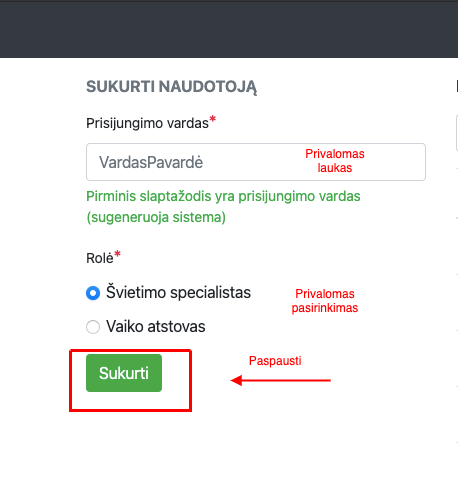 SUKURTI NAUDOTOJĄ
Prisijungimo vardas*
VardasPavardė
Privalomas
laukas
Pirminis slaptažodis yra prisijungimo vardas
(sugeneruoja sistema)
Rolė*
Švietimo specialistas
Privalomas
pasirinkimas
Vaiko atstovas
Paspausti
Sukurti